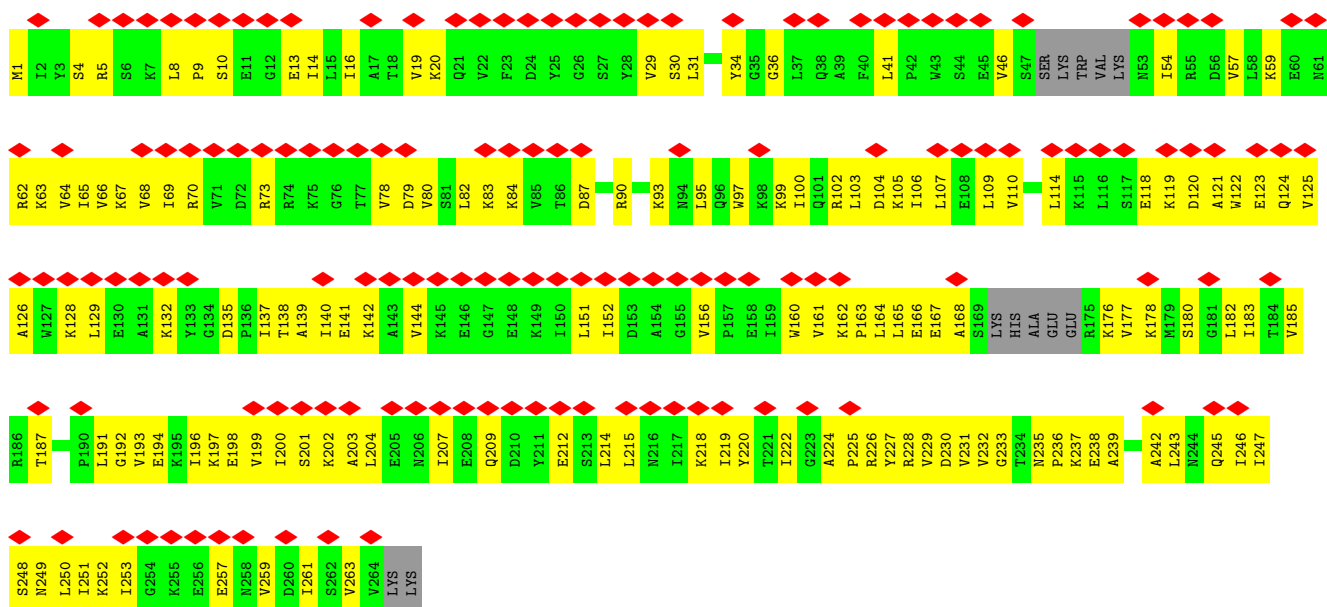 M1 I2 Y3 S4 R5 S6 K7 L8 P9 S10 E11 G12 E13 I14 L15 I16 A17 T18 V19 K20 Q21 V22 F23 D24 Y25 G26 S27 Y28 V29 S30 L31 Y34 G35 G36 L37 Q38 A39 F40 L41 P42 W43 S44 E45 V46 S47 SER LYS TRP VAL LYS N53 I54 R55 D56 V57 L58 K59 E60 N61
R62 K63 V64 I65 V66 K67 V68 I69 R70 V71 D72 R73 R74 K75 G76 T77 V78 D79 V80 S81 L82 K83 K84 V85 T86 D87 R90 K93 N94 L95 Q96 W97 K98 K99 I100 Q101 R102 L103 D104 K105 I106 L107 E108 L109 V110 L114 K115 L116 S117 E118 K119 D120 A121 W122 E123 Q124 V125
A126 W127 K128 L129 E130 A131 K132 Y133 G134 D135 P136 I137 T138 A139 I140 E141 K142 A143 V144 K145 E146 G147 E148 K149 I150 L151 I152 D153 A154 G155 V156 P157 E158 I159 W160 V161 K162 P163 L164 L165 E166 E167 A168 S169 LYS HIS ALA GLU GLU R175 K176 V177 K178 M179 S180 G181 L182 I183 T184 V185
R186 T187 P190 L191 G192 V193 E194 K195 I196 K197 E198 V199 I200 S201 K202 A203 L204 E205 N206 I207 E208 Q209 D210 Y211 E212 S213 L214 L215 N216 I217 K218 I219 Y220 T221 I222 G223 A224 P225 R226 Y227 R228 V229 D230 V231 V232 G233 T234 N235 P236 K237 E238 A239 A242 L243 N244 Q245 I246 I247
S248 N249 L250 I251 K252 I253 G254 K255 E256 E257 N258 V259 D260 I261 S262 V263 V264 LYS LYS